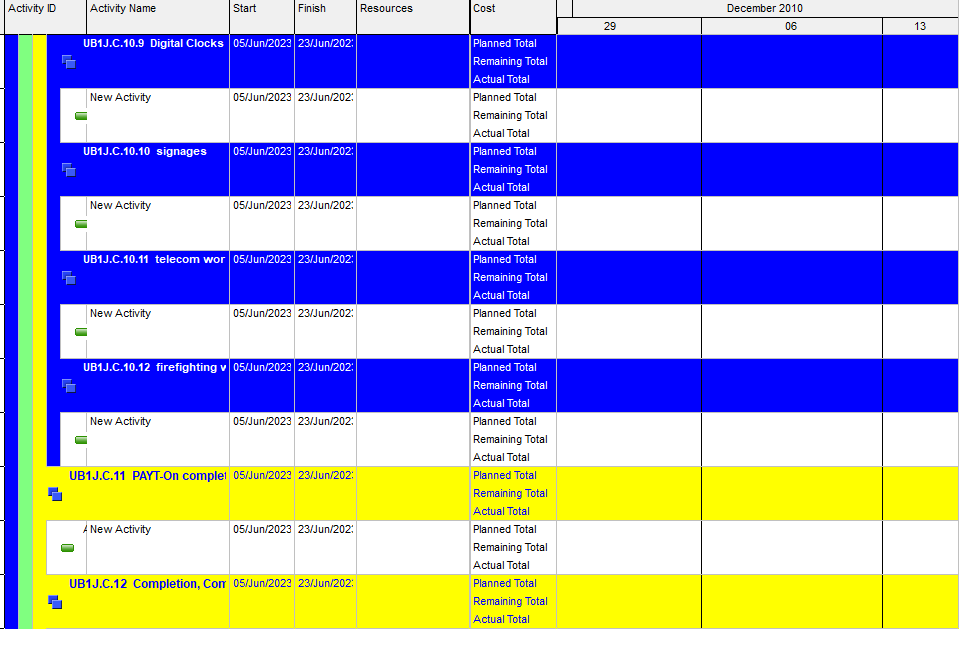 Activity ID Activity Name Start Finish Resources Cost December 2010
29 06 13
UB1J.C.10.9 Digital Clocks 05/Jun/2023 23/Jun/202 Planned Total
Remaining Total
Actual Total
New Activity 05/Jun/2023 23/Jun/202 Planned Total
Remaining Total
Actual Total
UB1J.C.10.10 signages 05/Jun/2023 23/Jun/202 Planned Total
Remaining Total
Actual Total
New Activity 05/Jun/2023 23/Jun/202 Planned Total
Remaining Total
Actual Total
UB1J.C.10.11 telecom wor 05/Jun/2023 23/Jun/202 Planned Total
Remaining Total
Actual Total
New Activity 05/Jun/2023 23/Jun/202 Planned Total
Remaining Total
Actual Total
UB1J.C.10.12 firefighting w 05/Jun/2023 23/Jun/202 Planned Total
Remaining Total
Actual Total
New Activity 05/Jun/2023 23/Jun/202 Planned Total
Remaining Total
Actual Total
UB1J.C.11 PAYT-On complet 05/Jun/2023 23/Jun/202 Planned Total
Remaining Total
Actual Total
New Activity 05/Jun/2023 23/Jun/202 Planned Total
Remaining Total
Actual Total
UB1J.C.12 Completion, Com 05/Jun/2023 23/Jun/202 Planned Total
Remaining Total
Actual Total